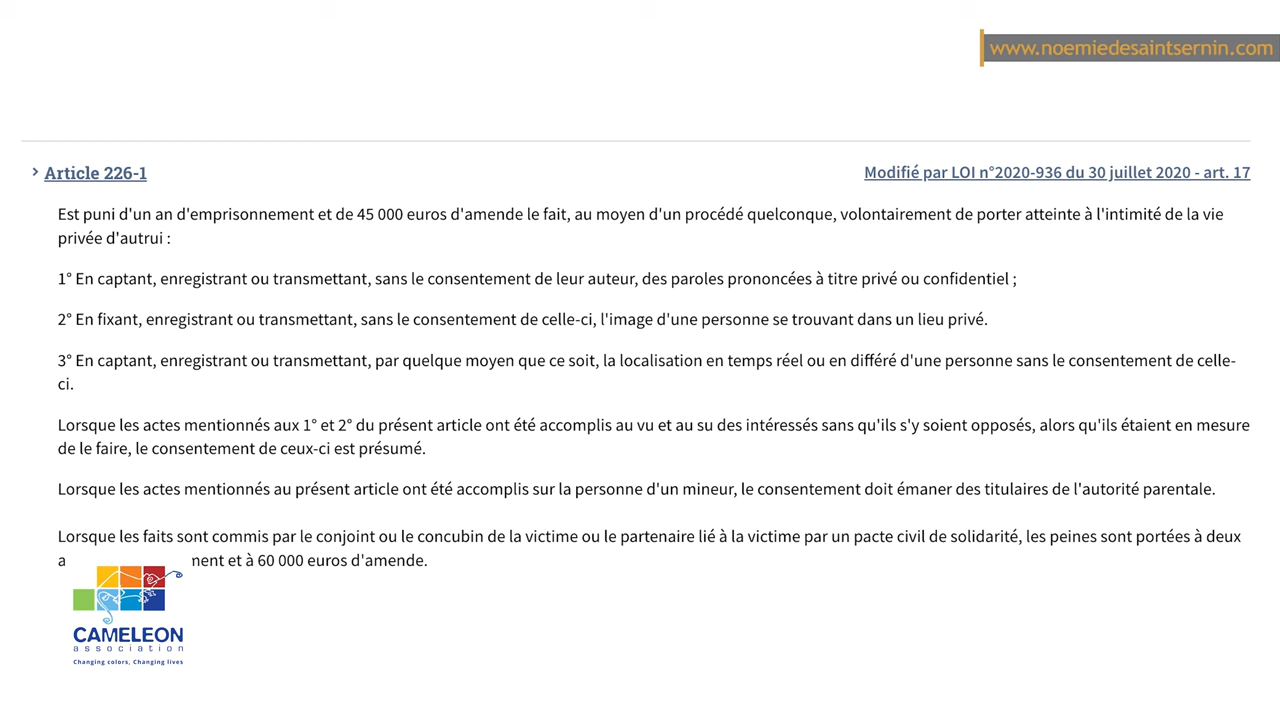 www.noemiedesaintsernin.com
Article 226-1
Modifié par LOI n°2020-936 du 30 juillet 2020 - art. 17
Est puni d'un an d'emprisonnement et de 45 000 euros d'amende le fait, au moyen d'un procédé quelconque, volontairement de porter atteinte à l'intimité de la vie
privée d'autrui :
1° En captant, enregistrant ou transmettant, sans le consentement de leur auteur, des paroles prononcées à titre privé ou confidentiel ;
2° En fixant, enregistrant ou transmettant, sans le consentement de celle-ci, l'image d'une personne se trouvant dans un lieu privé.
3° En captant, enregistrant ou transmettant, par quelque moyen que ce soit, la localisation en temps réel ou en différé d'une personne sans le consentement de celle-
ci.
Lorsque les actes mentionnés aux 1° et 2° du présent article ont été accomplis au vu et au su des intéressés sans qu'ils s'y soient opposés, alors qu'ils étaient en mesure
de le faire, le consentement de ceux-ci est présumé.
Lorsque les actes mentionnés au présent article ont été accomplis sur la personne d'un mineur, le consentement doit émaner des titulaires de l'autorité parentale.
Lorsque les faits sont commis par le conjoint ou le concubin de la victime ou le partenaire lié à la victime par un pacte civil de solidarité, les peines sont portées à deux
et à 60 000 euros d'amende.
CAMELEON
association
Changing colors, Changing lives